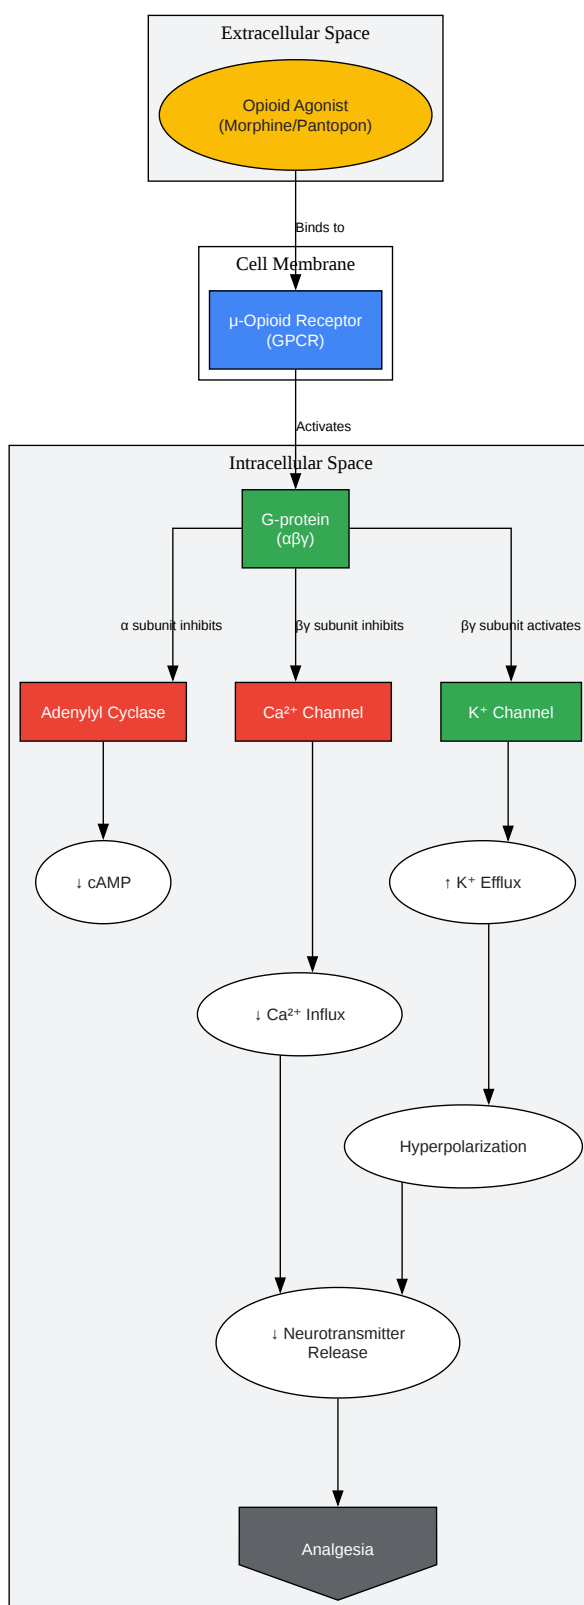 Extracellular Space
Opioid Agonist
(Morphine/Pantopon)
Binds to
Cell Membrane
μ-Opioid Receptor
(GPCR)
Activates
Intracellular Space
G-protein
(αβγ)
α subunit inhibits
βγ subunit inhibits
βγ subunit activates
Adenylyl Cyclase
Ca²⁺ Channel
K⁺ Channel
↓ cAMP
↑ K⁺ Efflux
↓ Ca²⁺ Influx
Hyperpolarization
↓ Neurotransmitter
Release
Analgesia